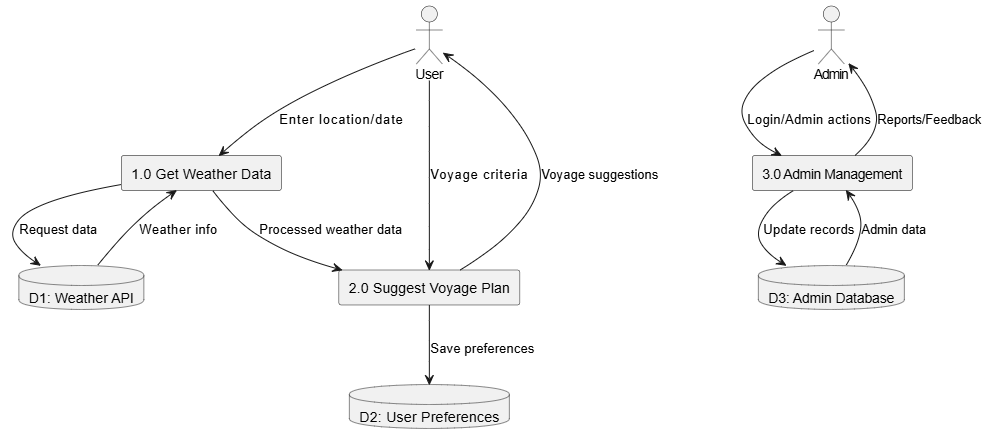 User
Admin
Enter location/date
Login/Admin actions
Reports/Feedback
1.0 Get Weather Data
Voyage criteria
Voyage suggestions
3.0 Admin Management
Request data
Weather info
Processed weather data
Update records
Admin data
D1: Weather API
2.0 Suggest Voyage Plan
D3: Admin Database
Save preferences
D2: User Preferences